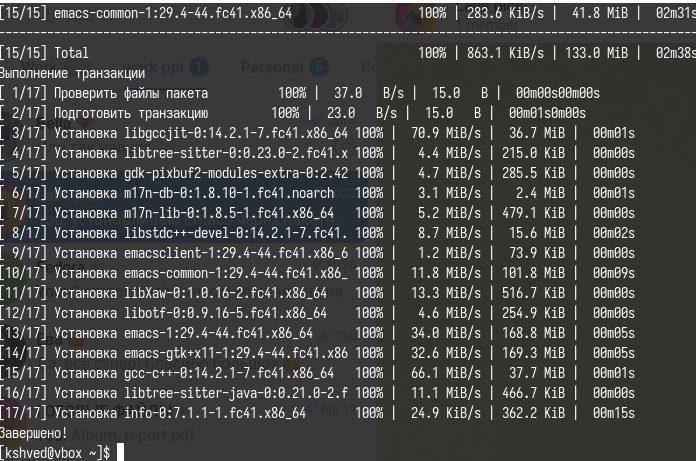 [15/15] emacs-common-1:29.4-44.fc41.x86_64 100% | 283.6 KiB/s | 41.8 MiB | 02m31s
--------------------------------------------------------------------------------
[15/15] Total 100% | 863.1 KiB/s | 133.0 MiB | 02m38s
Выполнение транзакции
[ 1/17] Проверить файлы пакета 100% | 37.0 B/s | 15.0 B | 00m00s00m00s
[ 2/17] Подготовить транзакцию 100% | 23.0 B/s | 15.0 B | 00m01s0m00s
[ 3/17] Установка libgccjit-0:14.2.1-7.fc41.x86_64 100% | 70.9 MiB/s | 36.7 MiB | 00m01s
[ 4/17] Установка libtree-sitter-0:0.23.0-2.fc41.x 100% | 4.4 MiB/s | 215.0 KiB | 00m00s
[ 5/17] Установка gdk-pixbuf2-modules-extra-0:2.42 100% | 4.7 MiB/s | 285.5 KiB | 00m00s
[ 6/17] Установка m17n-db-0:1.8.10-1.fc41.noarch 100% | 3.1 MiB/s | 2.4 MiB | 00m01s
[ 7/17] Установка m17n-lib-0:1.8.5-1.fc41.x86_64 100% | 5.2 MiB/s | 479.1 KiB | 00m00s
[ 8/17] Установка libstdc++-devel-0:14.2.1-7.fc41. 100% | 8.7 MiB/s | 15.6 MiB | 00m02s
[ 9/17] Установка emacsclient-1:29.4-44.fc41.x86_6 100% | 1.2 MiB/s | 73.9 KiB | 00m00s
[10/17] Установка emacs-common-1:29.4-44.fc41.x86_ 100% | 11.8 MiB/s | 101.8 MiB | 00m09s
[11/17] Установка libXaw-0:1.0.16-2.fc41.x86_64 100% | 13.3 MiB/s | 516.7 KiB | 00m00s
[12/17] Установка libotf-0:0.9.16-5.fc41.x86_64 100% | 4.6 MiB/s | 254.9 KiB | 00m00s
[13/17] Установка emacs-1:29.4-44.fc41.x86_64 100% | 34.0 MiB/s | 168.8 MiB | 00m05s
[14/17] Установка emacs-gtk+x11-1:29.4-44.fc41.x86 100% | 32.6 MiB/s | 169.3 MiB | 00m05s
[15/17] Установка gcc-c++-0:14.2.1-7.fc41.x86_64 100% | 66.1 MiB/s | 37.7 MiB | 00m01s
[16/17] Установка libtree-sitter-java-0:0.21.0-2.f 100% | 11.1 MiB/s | 466.7 KiB | 00m00s
[17/17] Установка lrzip-0:7.1.1-1.fc41.x86_64 100% | 24.9 KiB/s | 362.2 KiB | 00m15s
Завершено!
[kshved@vbox ~]$
work ppl 1 Personal 5
Album, report.pdf